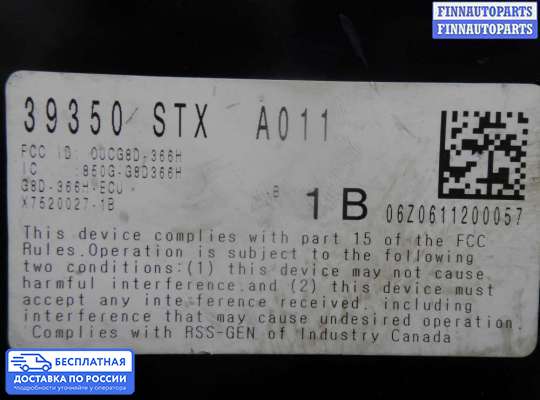 FINNAUTOPARTS
FINNAUTOPARTS
39350 STX A011
FCC ID: OUCG8D-366H
IC :850G-G8D366H
G8D-366H-ECU
X7520027-1B
B 1B 06Z0611200057
This device complies with part 15 of the FCC
Rules.Operation is subject to the following
two conditions:(1) this device may not cause
harmful interference.and (2) this device must
accept any interference received. including
interference that may cause undesired operation.
Complies with RSS-GEN of Industry Canada
БЕСПЛАТНАЯ
ДОСТАВКА ПО РОССИИ
подробности уточняйте у оператора